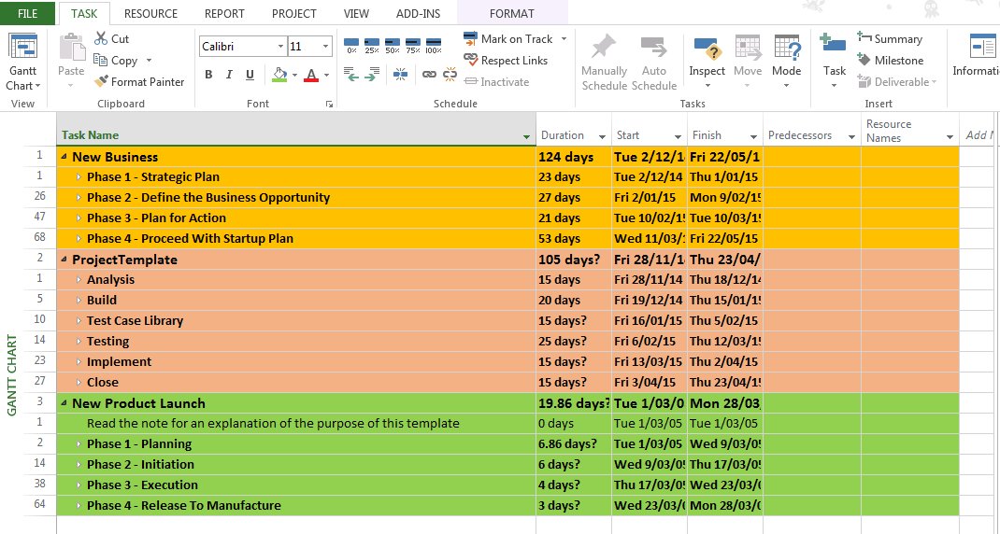 FILE TASK RESOURCE REPORT PROJECT VIEW ADD-INS FORMAT
Gantt Chart
View
Paste
Cut
Copy
Format Painter
Clipboard
Calibri 11
B I U A
Font
0% 25% 50% 75% 100%
Mark on Track
Respect Links
Inactivate
Schedule
Manually Schedule
Auto Schedule
Inspect
Move
Mode
Tasks
Task
Summary
Milestone
Deliverable
Insert
GANTT CHART
Task Name Duration Start Finish Predecessors Resource Names Add
1 New Business 124 days Tue 2/12/1 Fri 22/05/1
1 Phase 1 - Strategic Plan 23 days Tue 2/12/14 Thu 1/01/15
26 Phase 2 - Define the Business Opportunity 27 days Fri 2/01/15 Mon 9/02/15
47 Phase 3 - Plan for Action 21 days Tue 10/02/15 Tue 10/03/15
68 Phase 4 - Proceed With Startup Plan 53 days Wed 11/03/1 Fri 22/05/15
2 ProjectTemplate 105 days? Fri 28/11/1 Thu 23/04/
1 Analysis 15 days Fri 28/11/14 Thu 18/12/14
5 Build 20 days Fri 19/12/14 Thu 15/01/15
10 Test Case Library 15 days? Fri 16/01/15 Thu 5/02/15
14 Testing 25 days? Fri 6/02/15 Thu 12/03/15
23 Implement 15 days? Fri 13/03/15 Thu 2/04/15
27 Close 15 days? Fri 3/04/15 Thu 23/04/15
3 New Product Launch 19.86 days? Tue 1/03/0 Mon 28/03
1 Read the note for an explanation of the purpose of this template 0 days Tue 1/03/05 Tue 1/03/05
2 Phase 1 - Planning 6.86 days? Tue 1/03/05 Wed 9/03/05
14 Phase 2 - Initiation 6 days? Wed 9/03/05 Thu 17/03/05
38 Phase 3 - Execution 4 days? Thu 17/03/05 Wed 23/03/0
64 Phase 4 - Release To Manufacture 3 days? Wed 23/03/0 Mon 28/03/0